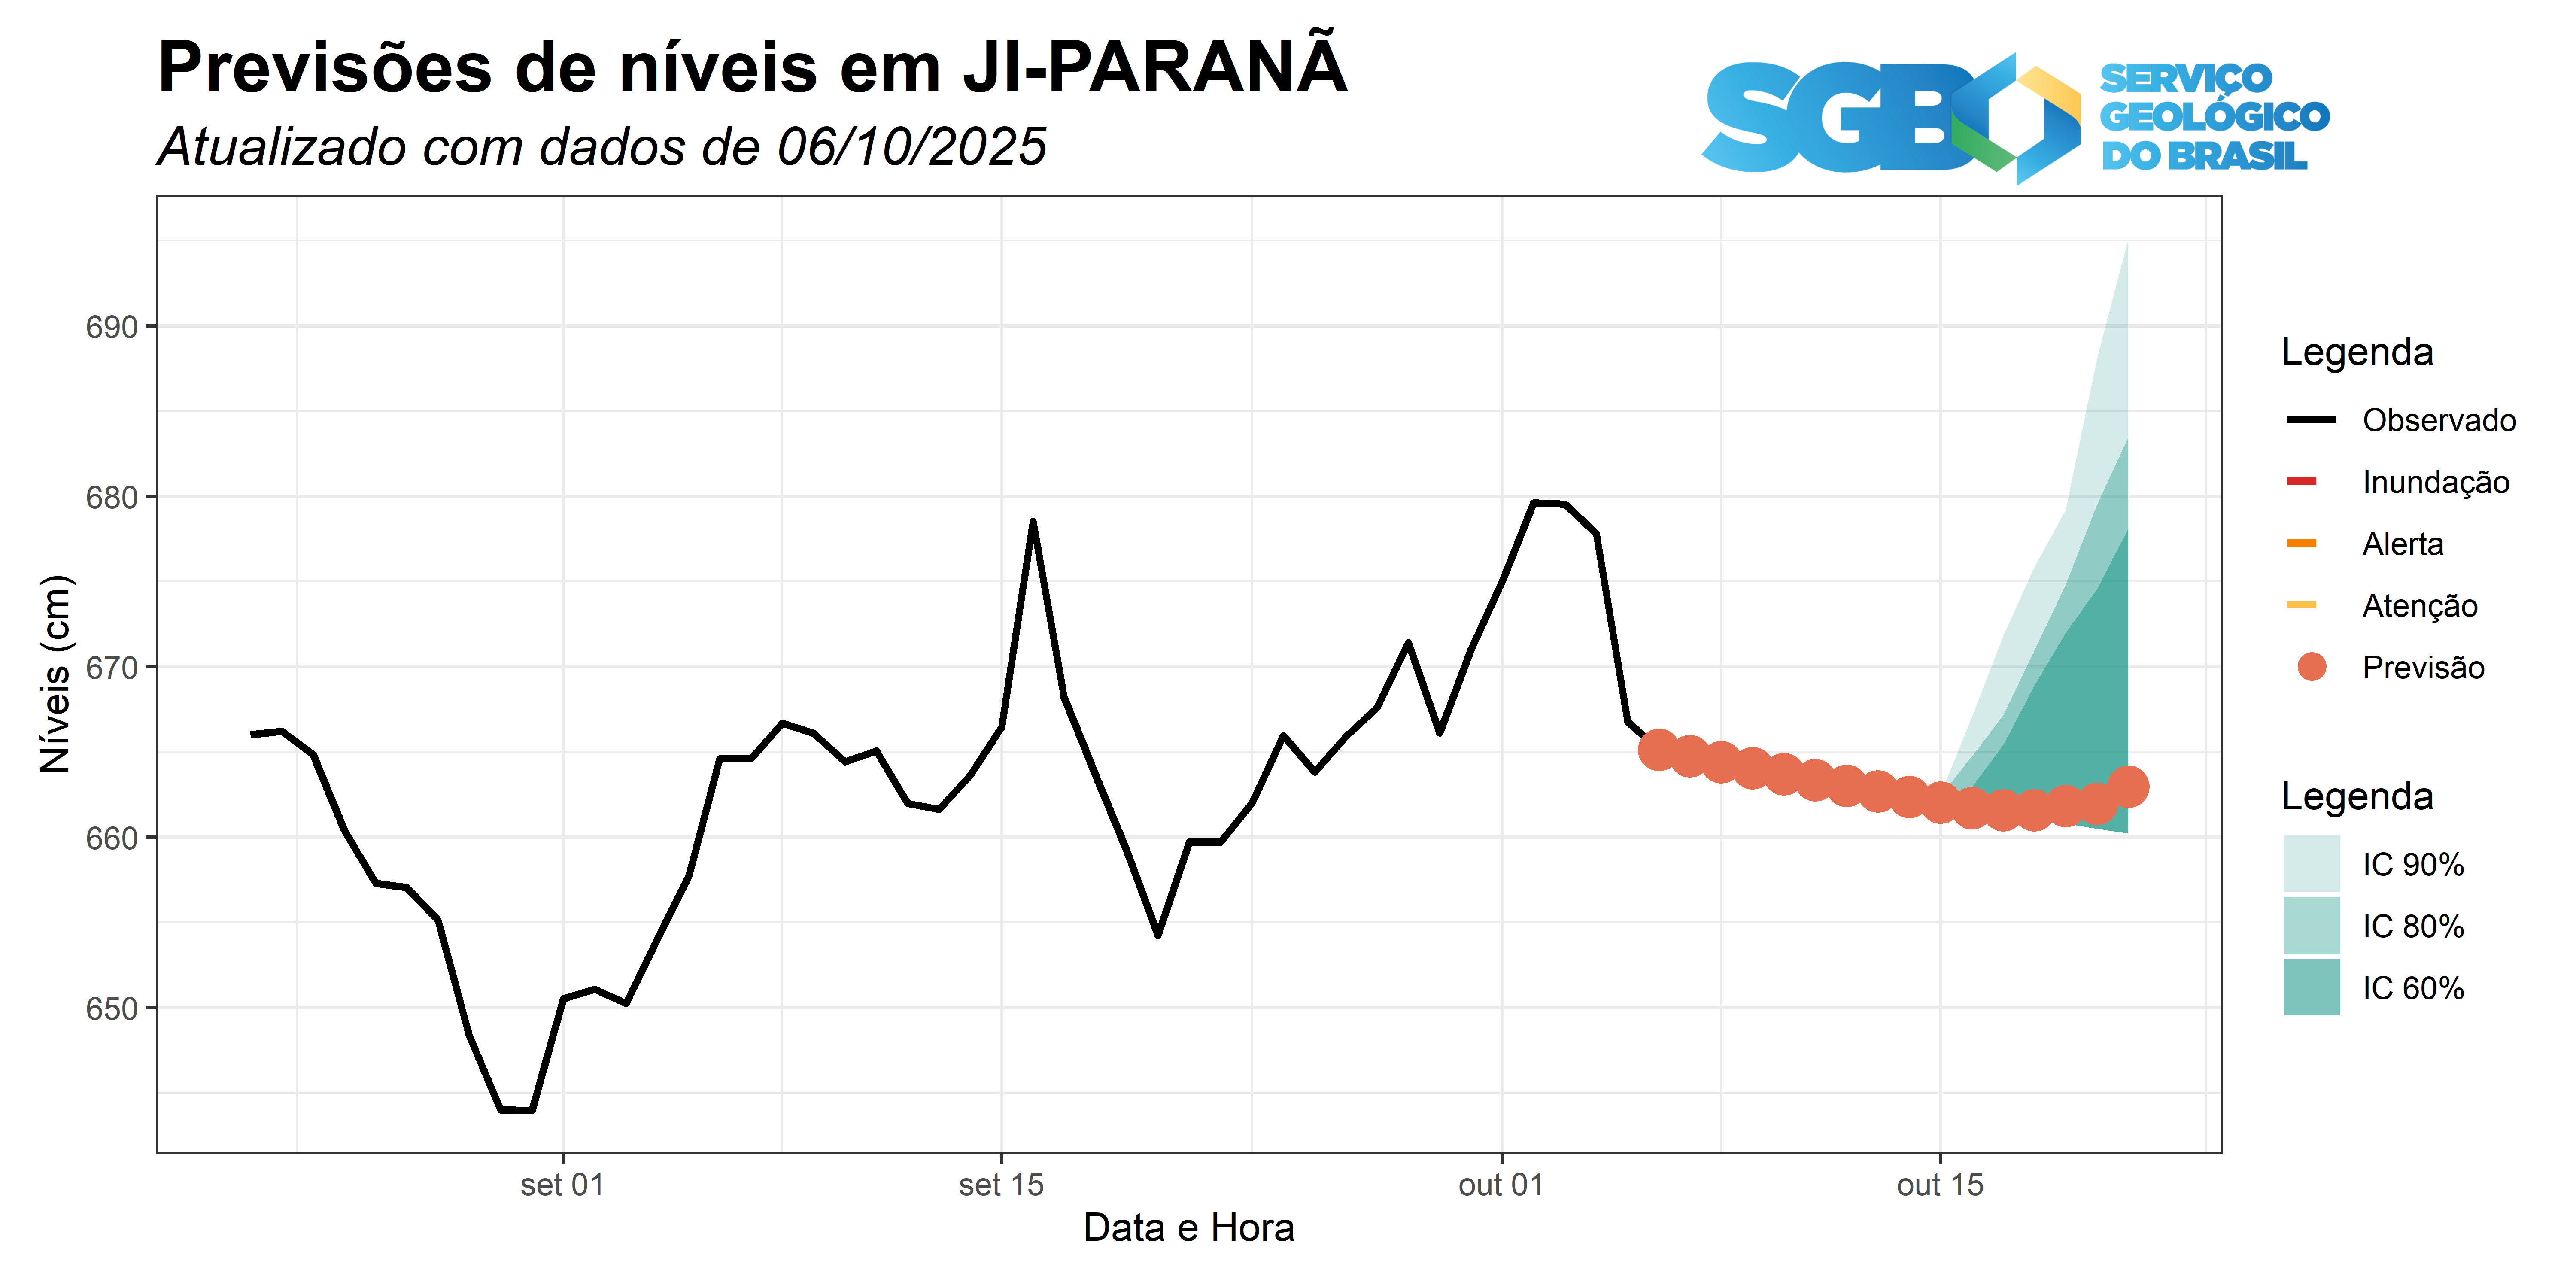 Previsões de níveis em JI-PARANÃ
Atualizado com dados de 06/10/2025
SGB
SERVIÇO
GEOLÓGICO
DO BRASIL
Níveis (cm)
690
680
670
660
650
set 01
set 15
out 01
out 15
Data e Hora
Legenda
Observado
Inundação
Alerta
Atenção
Previsão
Legenda
IC 90%
IC 80%
IC 60%